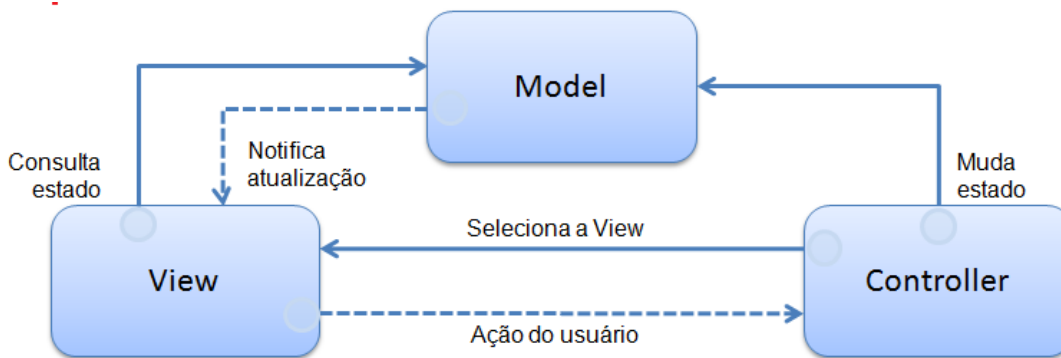 Model
Consulta
estado
Notifica
atualização
Muda
estado
Seleciona a View
View
Controller
Ação do usuário